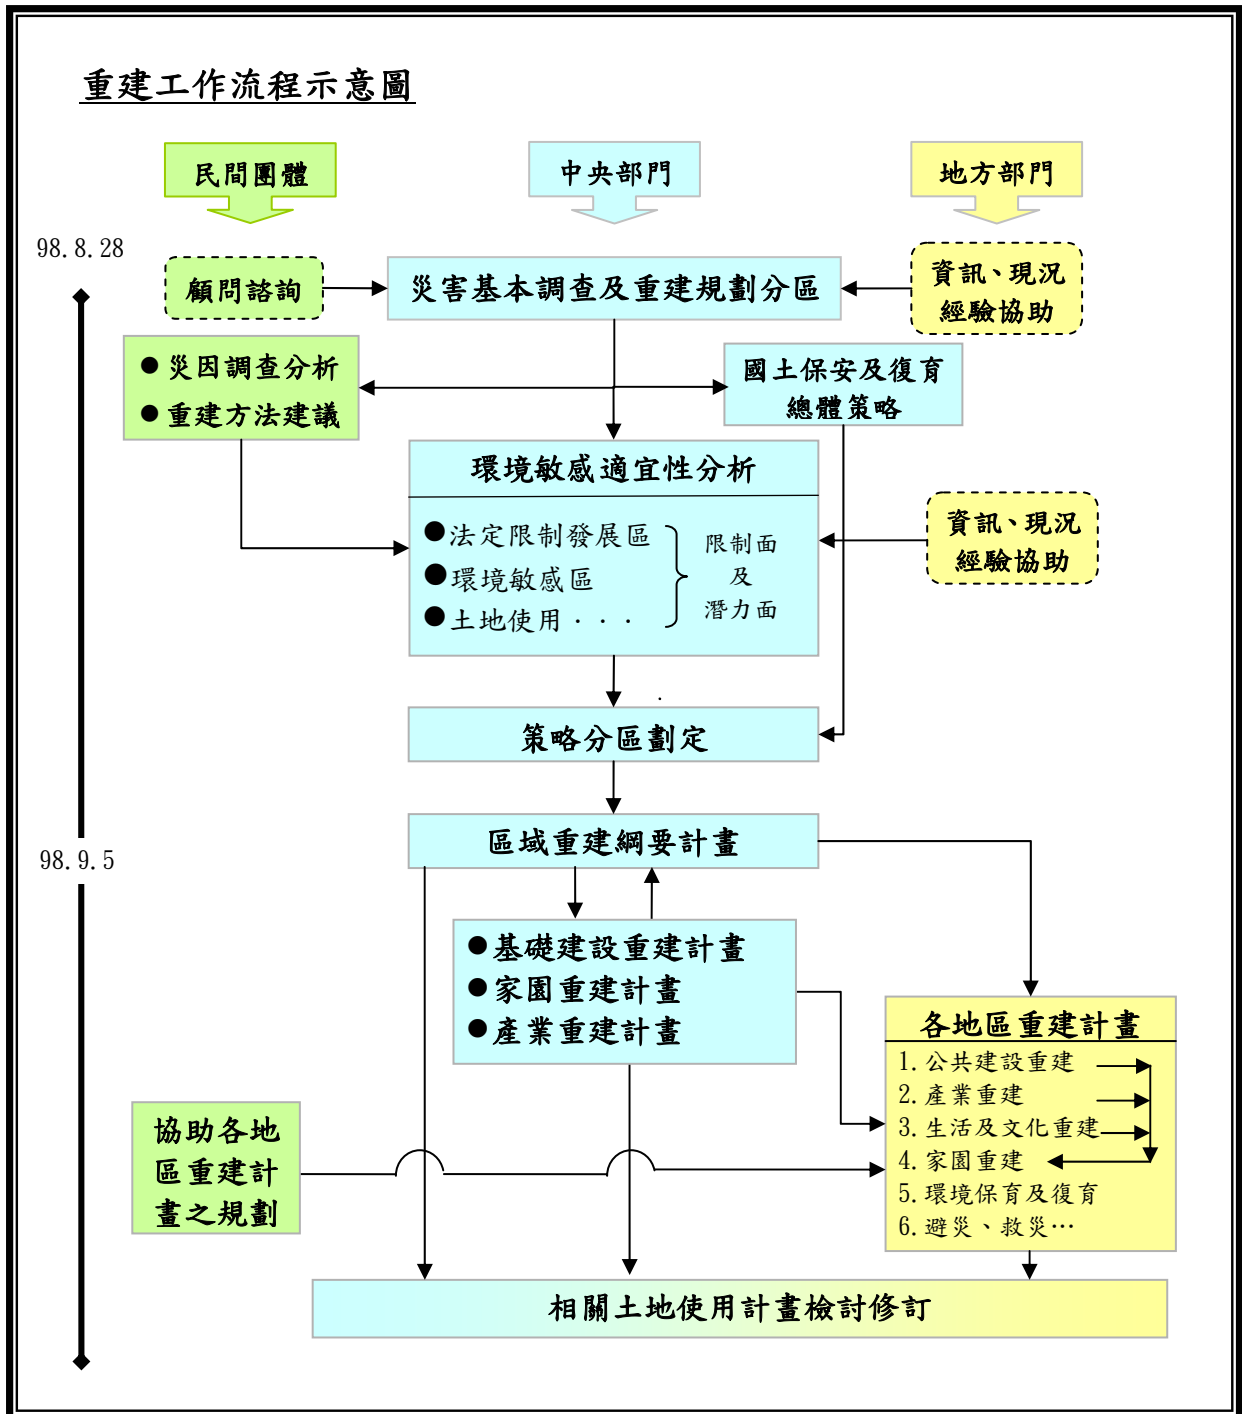 重建工作流程示意圖
民間團體
中央部門
地方部門
98.8.28
顧問諮詢
災害基本調查及重建規劃分區
資訊、現況
經驗協助
●災因調查分析
●重建方法建議
國土保安及復育
總體策略
環境敏感適宜性分析
●法定限制發展區
●環境敏感區
●土地使用···
限制面
及
潛力面
資訊、現況
經驗協助
策略分區劃定
區域重建綱要計畫
98.9.5
●基礎建設重建計畫
●家園重建計畫
●產業重建計畫
各地區重建計畫
1.公共建設重建
2.產業重建
3.生活及文化重建
4.家園重建
5.環境保育及復育
6.避災、救災…
協助各地
區重建計
畫之規劃
相關土地使用計畫檢討修訂